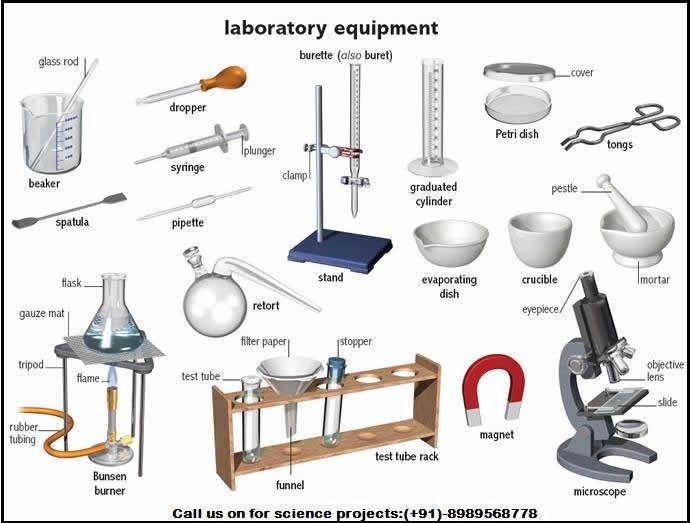 laboratory equipment
burette (also buret)
glass rod
cover
dropper
Petri dish
tongs
plunger
syringe
beaker
clamp
graduated
cylinder
pestle
spatula
pipette
stand
evaporating
dish
crucible
mortar
flask
retort
eyepiece
gauze mat
filter paper
stopper
tripod
flame
test tube
objective
lens
slide
rubber
tubing
magnet
Bunsen
burner
funnel
test tube rack
microscope
Call us on for science projects:(+91)-8989568778